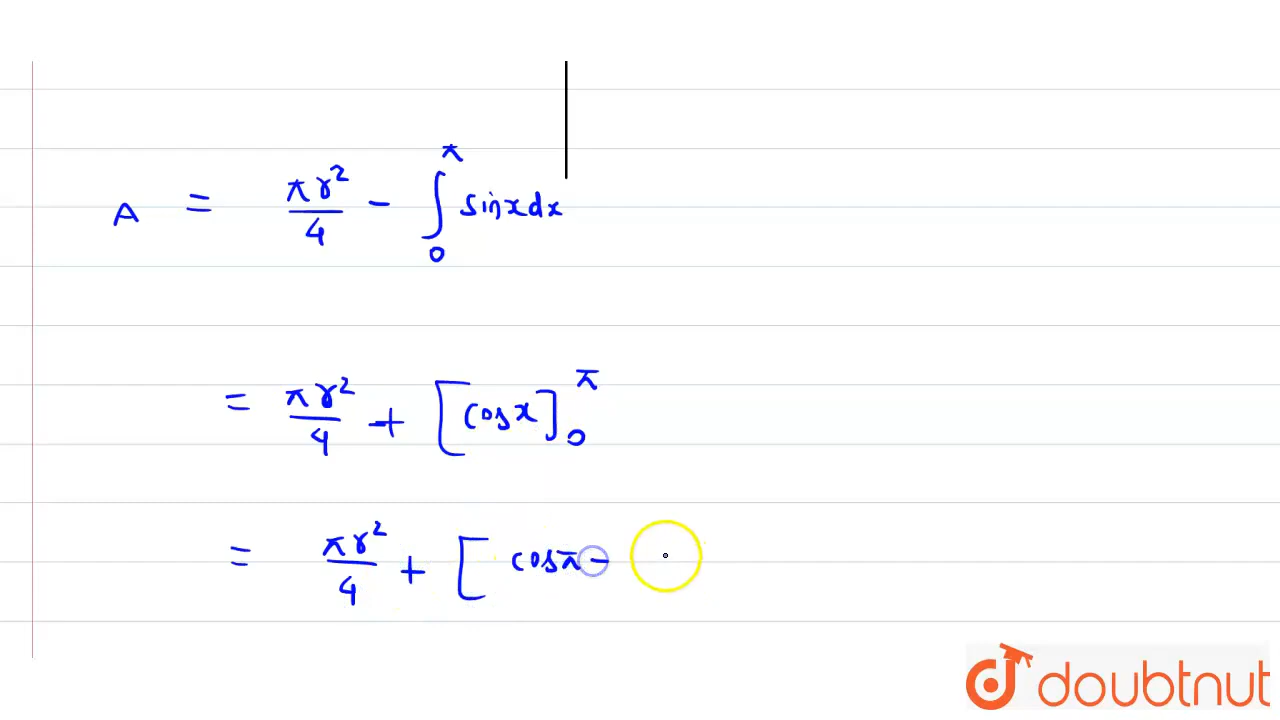 A = πr²/4 - ∫₀^π sinx dx
= πr²/4 + [cosx]₀^π
= πr²/4 + [ cosπ -
doubtnut